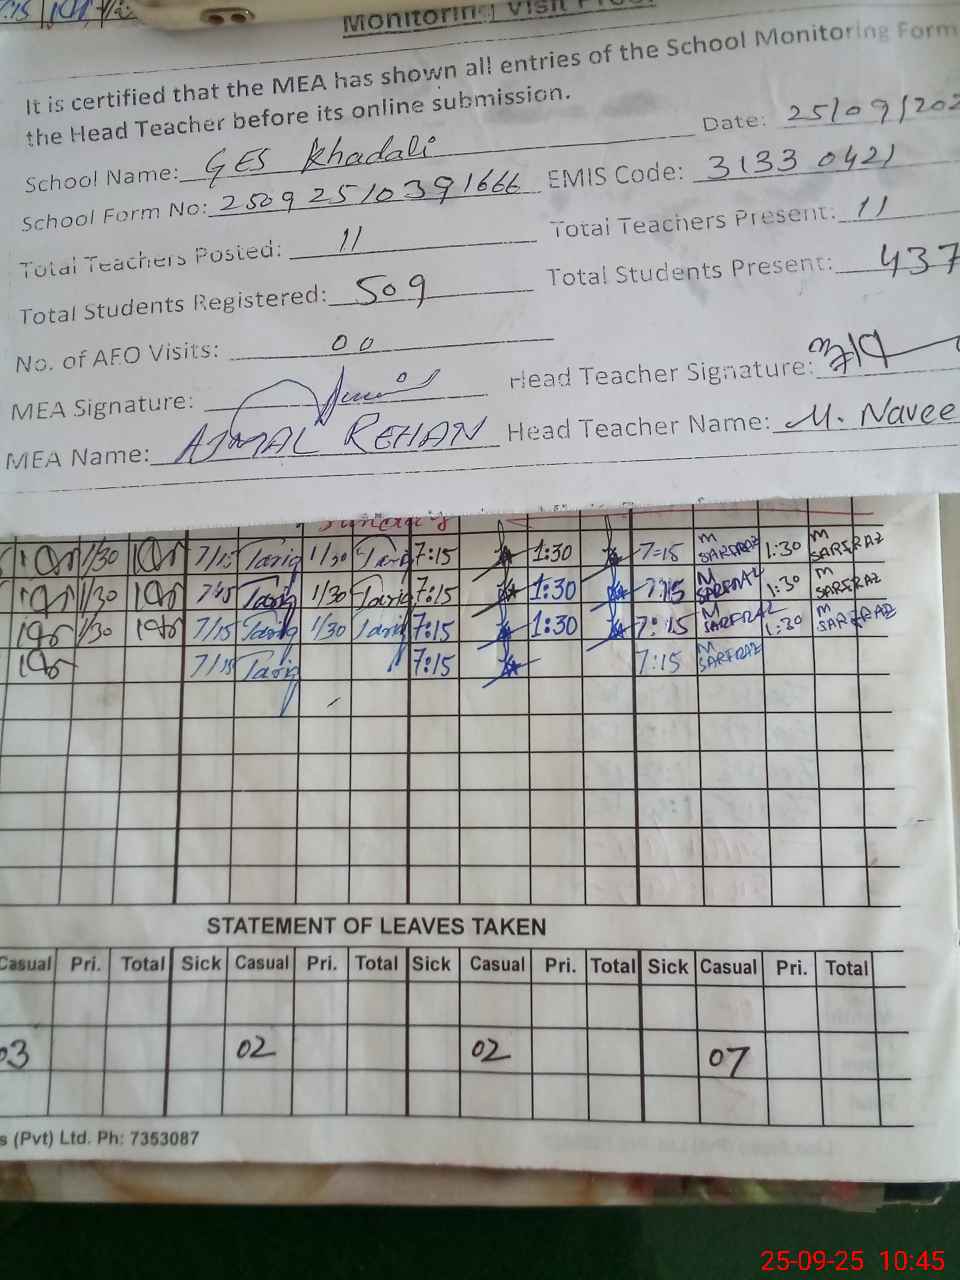 Monitoring Visit Proof
It is certified that the MEA has shown all entries of the School Monitoring Form
the Head Teacher before its online submission.
Date: 25/09/202
School Name: GES Khadali
School Form No: 25092510391666 EMIS Code: 31330421
Total Teachers Posted: 11 Total Teachers Present: 11
Total Students Registered: 509 Total Students Present: 437
No. of AEO Visits: 00
MEA Signature: Head Teacher Signature:
MEA Name: AJMAL REHAN Head Teacher Name: M. Navee
1/30 7/15 Tariq 1/30 Tariq 7:15 1:30 7=15 M SARFRAZ 1:30 M SARFRAZ
1/30 7/15 Tariq 1/30 Tariq 7:15 1:30 7:15 M SARFRAZ 1:30 M SARFRAZ
1/30 7/15 Tariq 1/30 Tariq 7:15 1:30 7:15 M SARFRAZ 1:30 M SARFRAZ
7/15 Tariq 7:15 7:15 M SARFRAZ
STATEMENT OF LEAVES TAKEN
Casual Pri. Total Sick Casual Pri. Total Sick Casual Pri. Total Sick Casual Pri. Total
03 02 02 07
s (Pvt) Ltd. Ph: 7353087
25-09-25 10:45